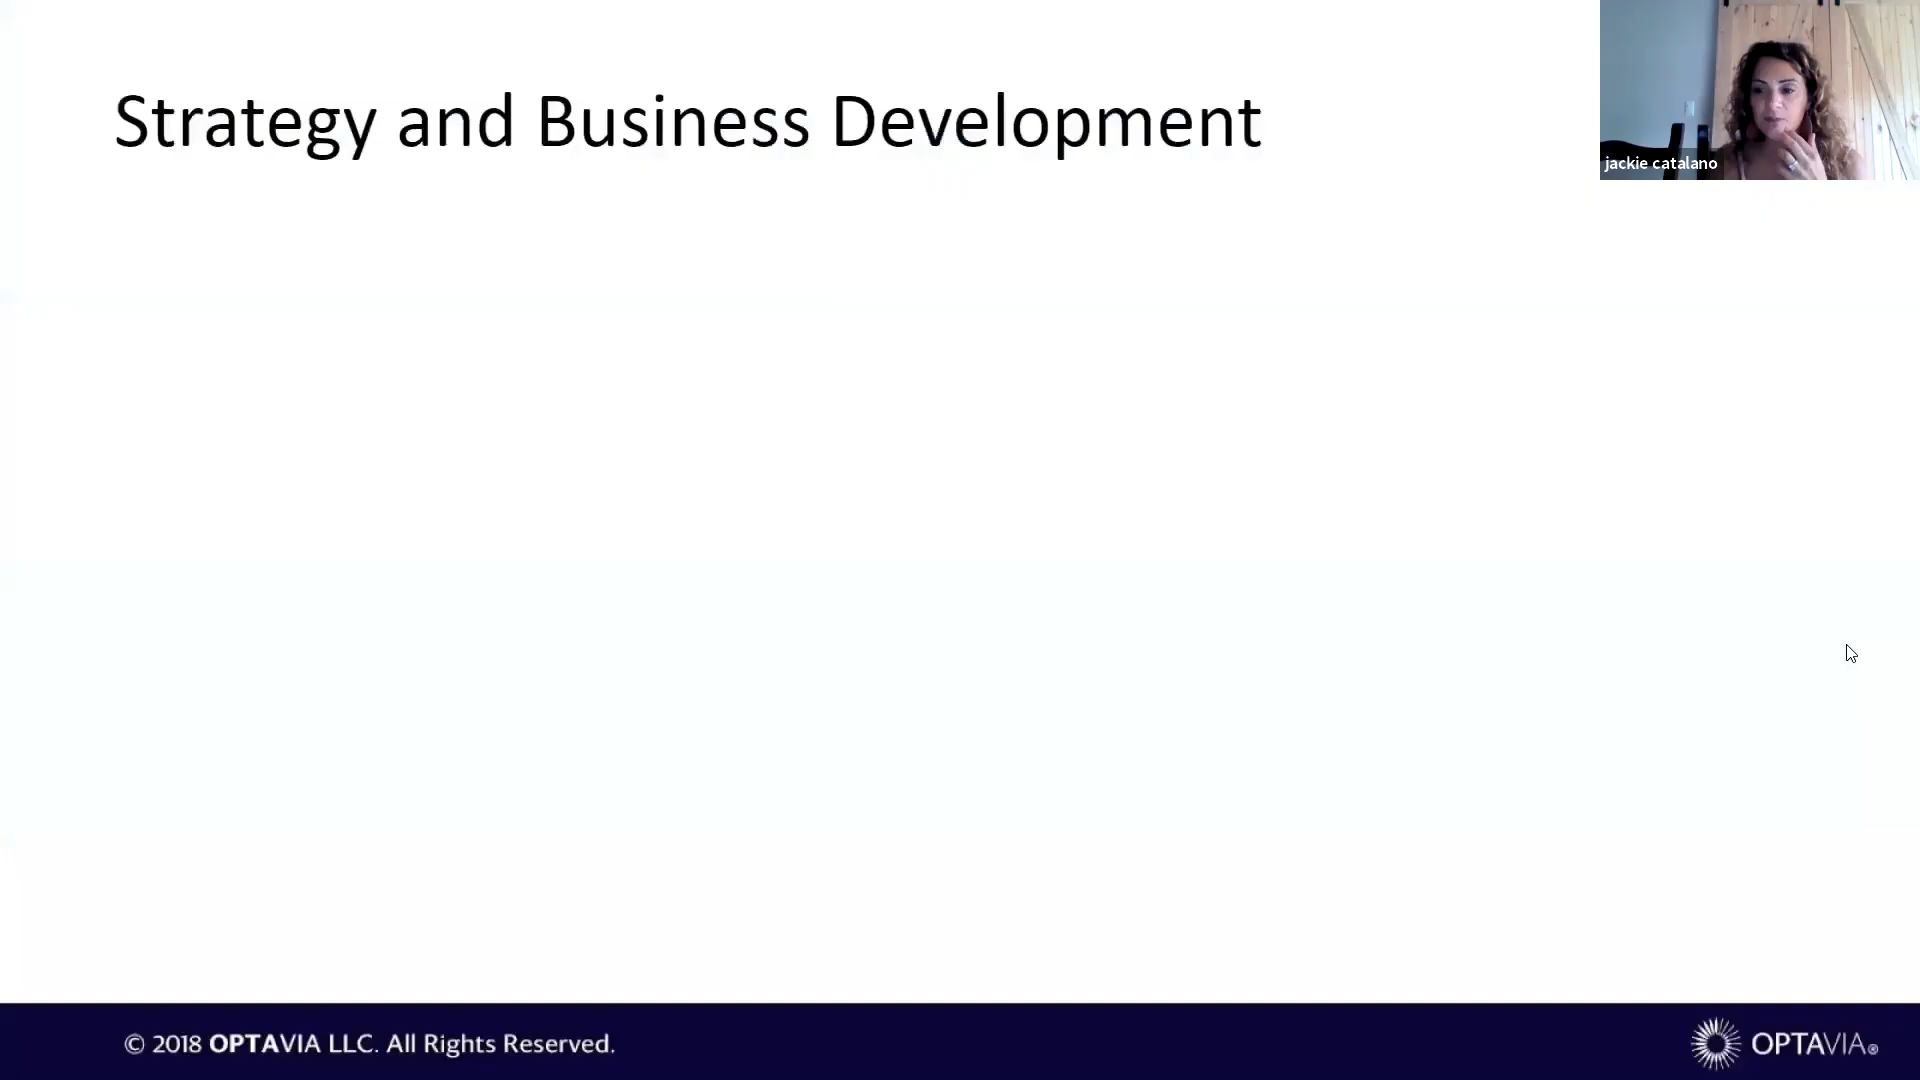 Strategy and Business Development
jackie catalano
© 2018 OPTAVIA LLC. All Rights Reserved.
OPTAVIA®